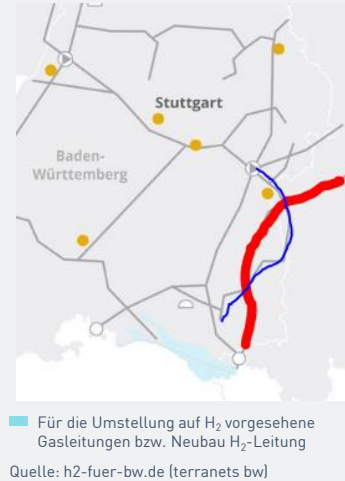 Stuttgart
Baden-
Württemberg
Für die Umstellung auf H₂ vorgesehene
Gasleitungen bzw. Neubau H₂-Leitung
Quelle: h2-fuer-bw.de (terranets bw)